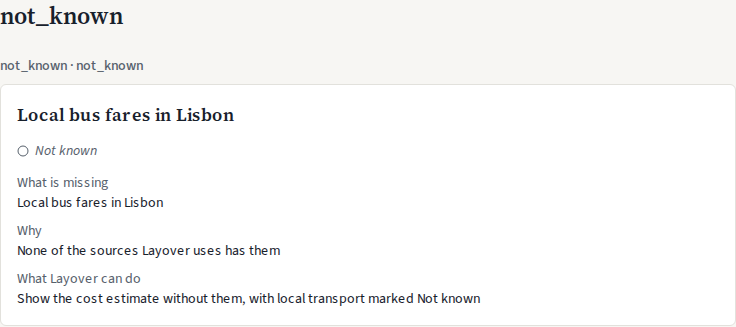 not_known
not_known · not_known
Local bus fares in Lisbon
Not known
What is missing
Local bus fares in Lisbon
Why
None of the sources Layover uses has them
What Layover can do
Show the cost estimate without them, with local transport marked Not known